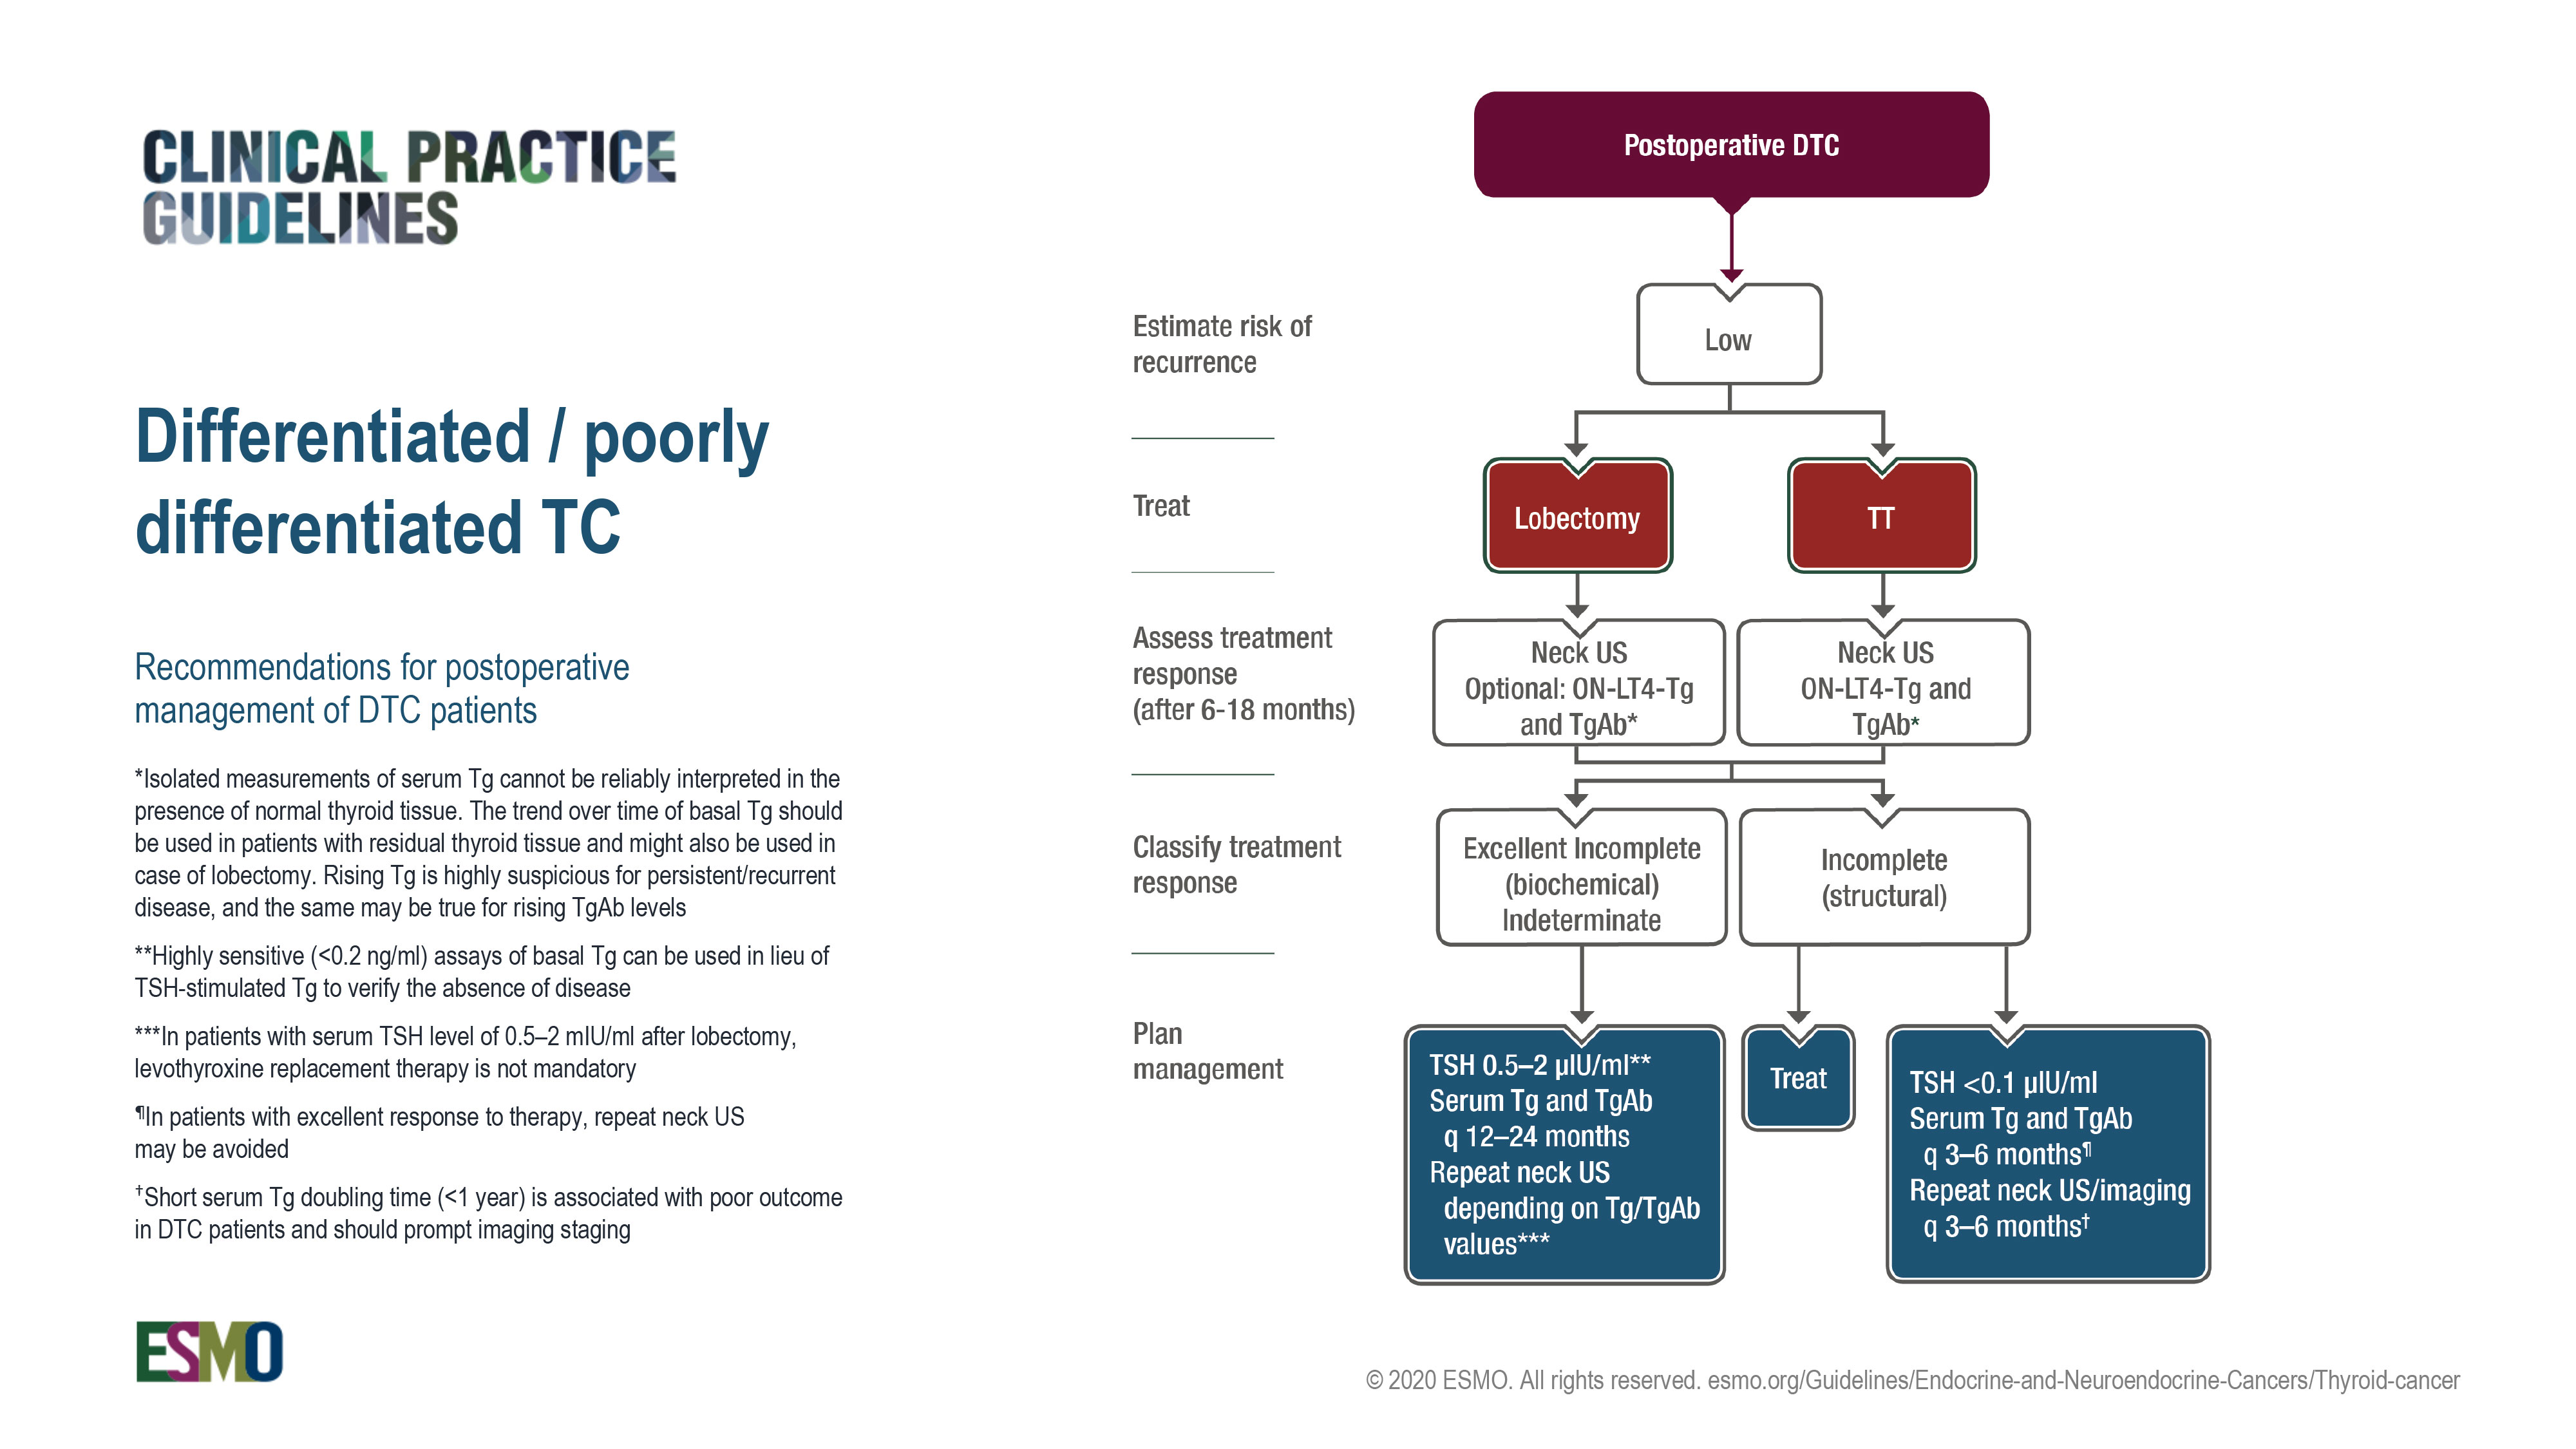 CLINICAL PRACTICE
GUIDELINES
Differentiated / poorly
differentiated TC
Recommendations for postoperative
management of DTC patients
*Isolated measurements of serum Tg cannot be reliably interpreted in the
presence of normal thyroid tissue. The trend over time of basal Tg should
be used in patients with residual thyroid tissue and might also be used in
case of lobectomy. Rising Tg is highly suspicious for persistent/recurrent
disease, and the same may be true for rising TgAb levels
**Highly sensitive (<0.2 ng/ml) assays of basal Tg can be used in lieu of
TSH-stimulated Tg to verify the absence of disease
***In patients with serum TSH level of 0.5–2 mIU/ml after lobectomy,
levothyroxine replacement therapy is not mandatory
¶In patients with excellent response to therapy, repeat neck US
may be avoided
†Short serum Tg doubling time (<1 year) is associated with poor outcome
in DTC patients and should prompt imaging staging
ESMO
Postoperative DTC
Estimate risk of
recurrence
Low
Treat
Lobectomy
TT
Assess treatment
response
(after 6-18 months)
Neck US
Optional: ON-LT4-Tg
and TgAb*
Neck US
ON-LT4-Tg and
TgAb*
Classify treatment
response
Excellent Incomplete
(biochemical)
Indeterminate
Incomplete
(structural)
Plan
management
TSH 0.5–2 µIU/ml**
Serum Tg and TgAb
q 12–24 months
Repeat neck US
depending on Tg/TgAb
values***
Treat
TSH <0.1 µIU/ml
Serum Tg and TgAb
q 3–6 months¶
Repeat neck US/imaging
q 3–6 months†
© 2020 ESMO. All rights reserved. esmo.org/Guidelines/Endocrine-and-Neuroendocrine-Cancers/Thyroid-cancer